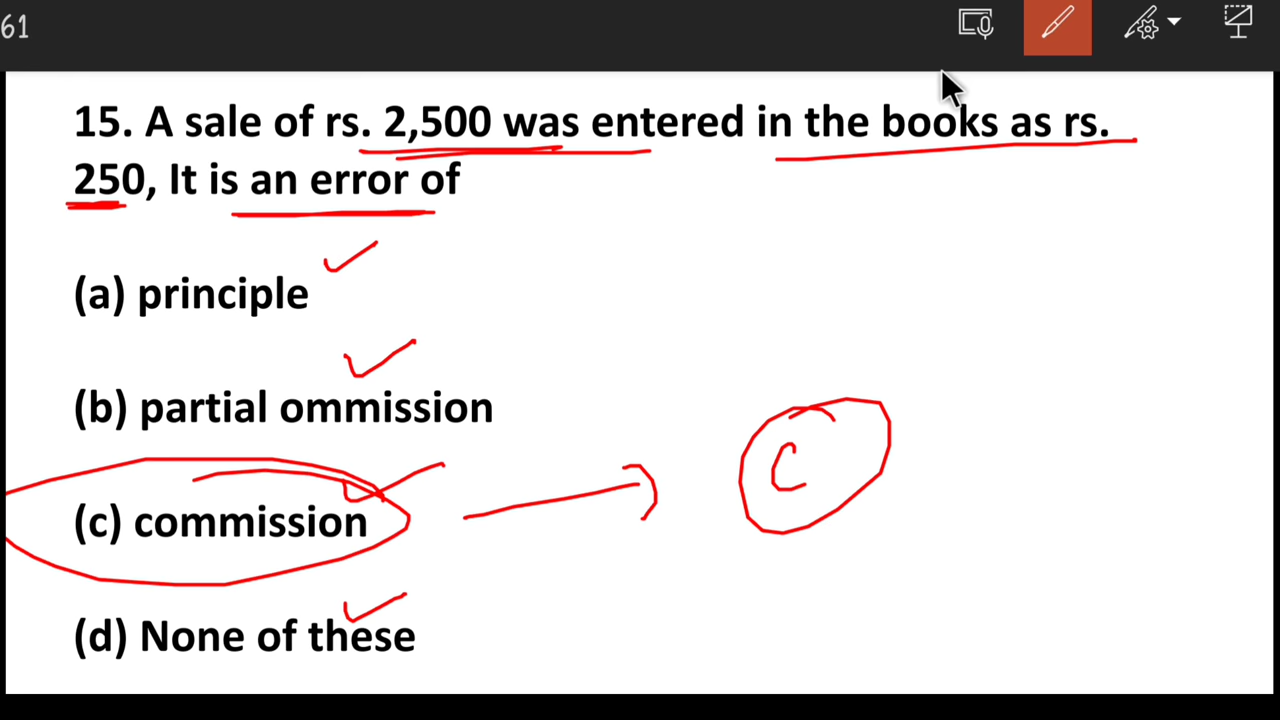 61
15. A sale of rs. 2,500 was entered in the books as rs.
250, It is an error of
(a) principle
(b) partial ommission
(c) commission
C
(d) None of these